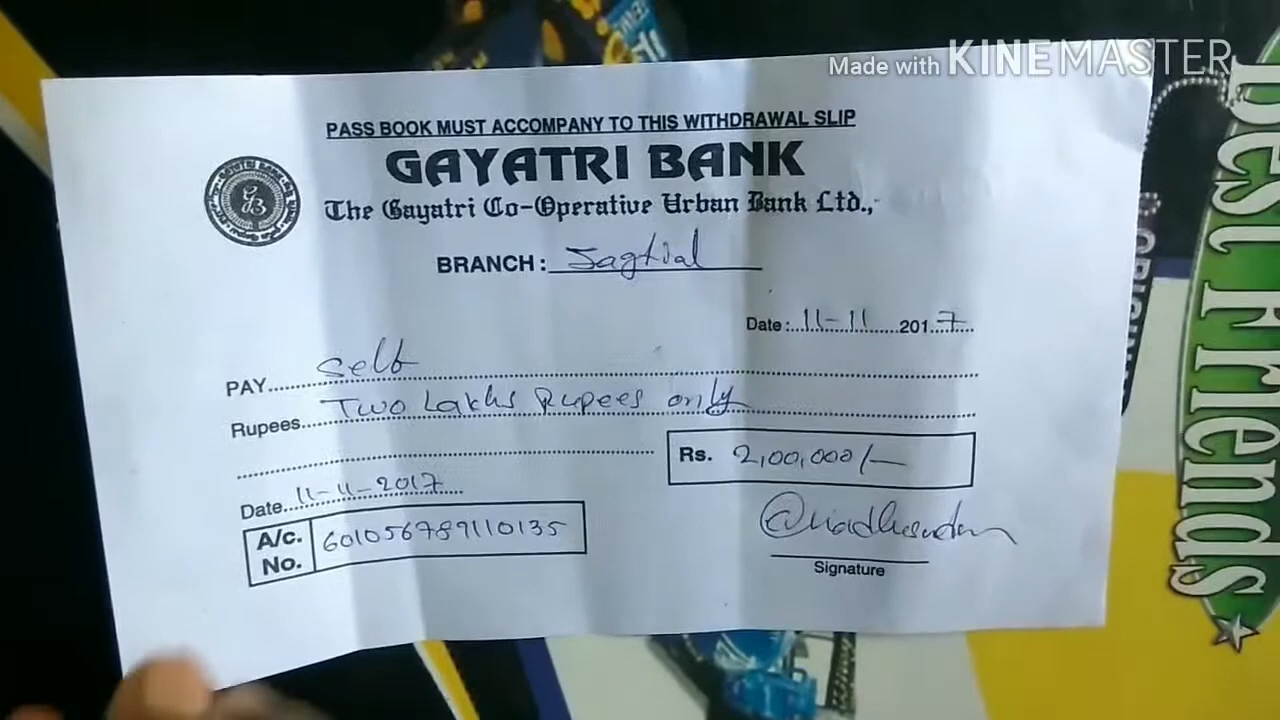 Made with KINEMASTER
PASS BOOK MUST ACCOMPANY TO THIS WITHDRAWAL SLIP
GAYATRI BANK
The Gayatri Co-Operative Urban Bank Ltd.,
BRANCH : Jagtial
Date : 11-11 2017
PAY Self
Rupees Two Lakhs Rupees only
Rs. 2,00,000/-
Date 11-11-2017
A/c. No. 601056789110135
Signature
Best Friends